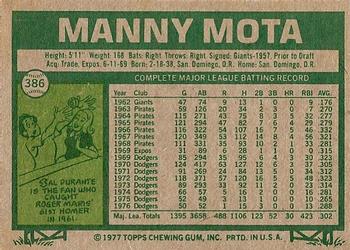 MANNY MOTA
386
Height: 5'11" Weight: 168 Bats: Right Throws: Right Signed: Giants-1957, Prior to Draft
Acq: Trade, Expos, 6-11-69 Born: 2-18-38, San. Domingo, D.R. Home: San. Domingo, D.R.
COMPLETE MAJOR LEAGUE BATTING RECORD
Year Club G AB R H 2B 3B HR RBI AVG.
1962 Giants 47 74 9 13 1 0 0 9 .176
1963 Pirates 50 126 20 34 2 3 0 7 .270
1964 Pirates 115 271 43 75 8 3 5 32 .277
1965 Pirates 121 294 47 82 7 6 4 29 .279
1966 Pirates 116 322 54 107 16 7 5 46 .332
1967 Pirates 120 349 53 112 14 8 4 56 .321
1968 Pirates 111 331 35 93 10 2 1 33 .281
1969 Expos 31 89 6 28 1 1 0 0 .315
1969 Dodgers 85 294 35 95 6 4 3 30 .323
1970 Dodgers 124 417 63 127 12 6 3 37 .305
1971 Dodgers 91 269 24 84 13 5 0 34 .312
1972 Dodgers 118 371 57 120 16 5 5 48 .323
1973 Dodgers 89 293 33 92 11 2 0 23 .314
1974 Dodgers 66 57 5 16 2 0 0 16 .281
1975 Dodgers 52 49 3 13 1 0 0 10 .265
1976 Dodgers 50 52 1 15 3 0 0 13 .288
Maj. Lea. Totals 1395 3658 488 1106 123 52 30 423 .302
SAL DURANTE
IS THE FAN WHO
CAUGHT
ROGER MARIS'
61ST HOMER
IN 1961.
© 1977 TOPPS CHEWING GUM, INC. PRTD. IN U.S.A.